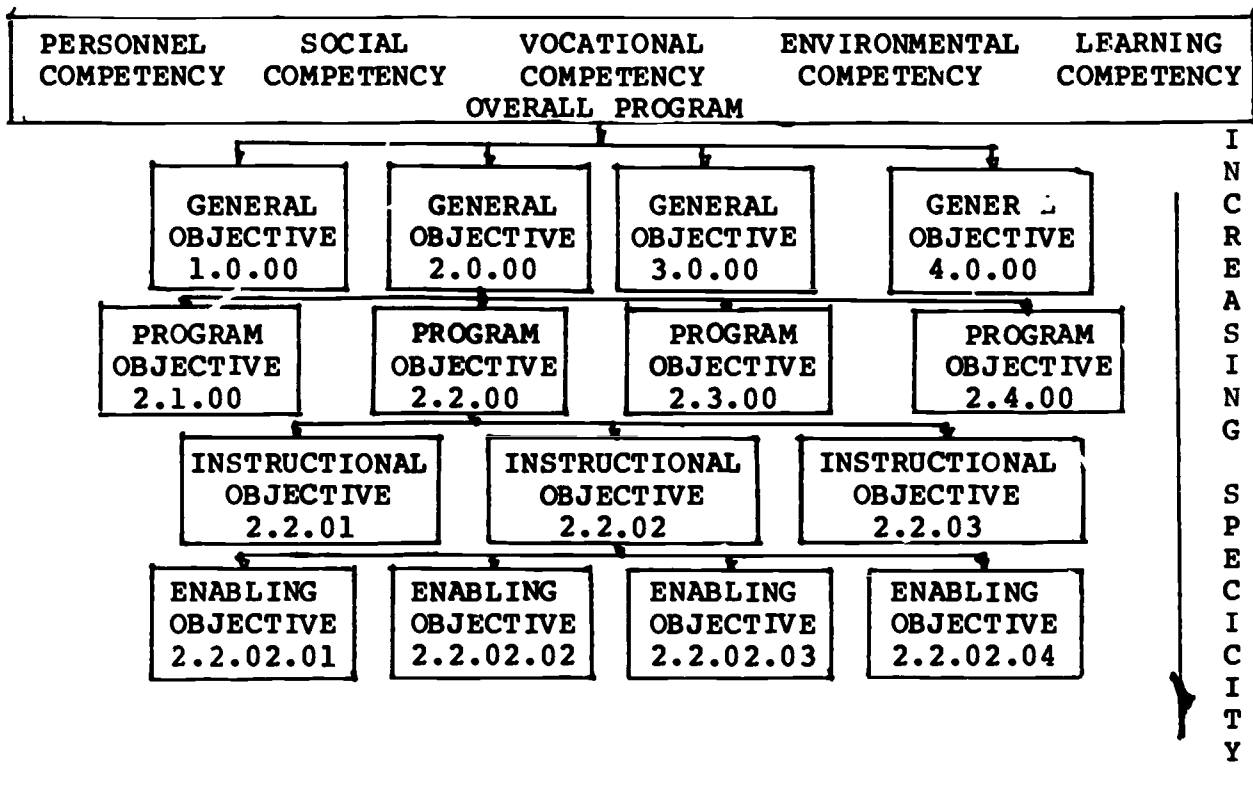 PERSONNEL SOCIAL VOCATIONAL ENVIRONMENTAL LEARNING
COMPETENCY COMPETENCY COMPETENCY COMPETENCY COMPETENCY
OVERALL PROGRAM
GENERAL
OBJECTIVE
1.0.00
GENERAL
OBJECTIVE
2.0.00
GENERAL
OBJECTIVE
3.0.00
GENER L
OBJECTIVE
4.0.00
PROGRAM
OBJECTIVE
2.1.00
PROGRAM
OBJECTIVE
2.2.00
PROGRAM
OBJECTIVE
2.3.00
PROGRAM
OBJECTIVE
2.4.00
INSTRUCTIONAL
OBJECTIVE
2.2.01
INSTRUCTIONAL
OBJECTIVE
2.2.02
INSTRUCTIONAL
OBJECTIVE
2.2.03
ENABLING
OBJECTIVE
2.2.02.01
ENABLING
OBJECTIVE
2.2.02.02
ENABLING
OBJECTIVE
2.2.02.03
ENABLING
OBJECTIVE
2.2.02.04
INCREASING SPECICITY